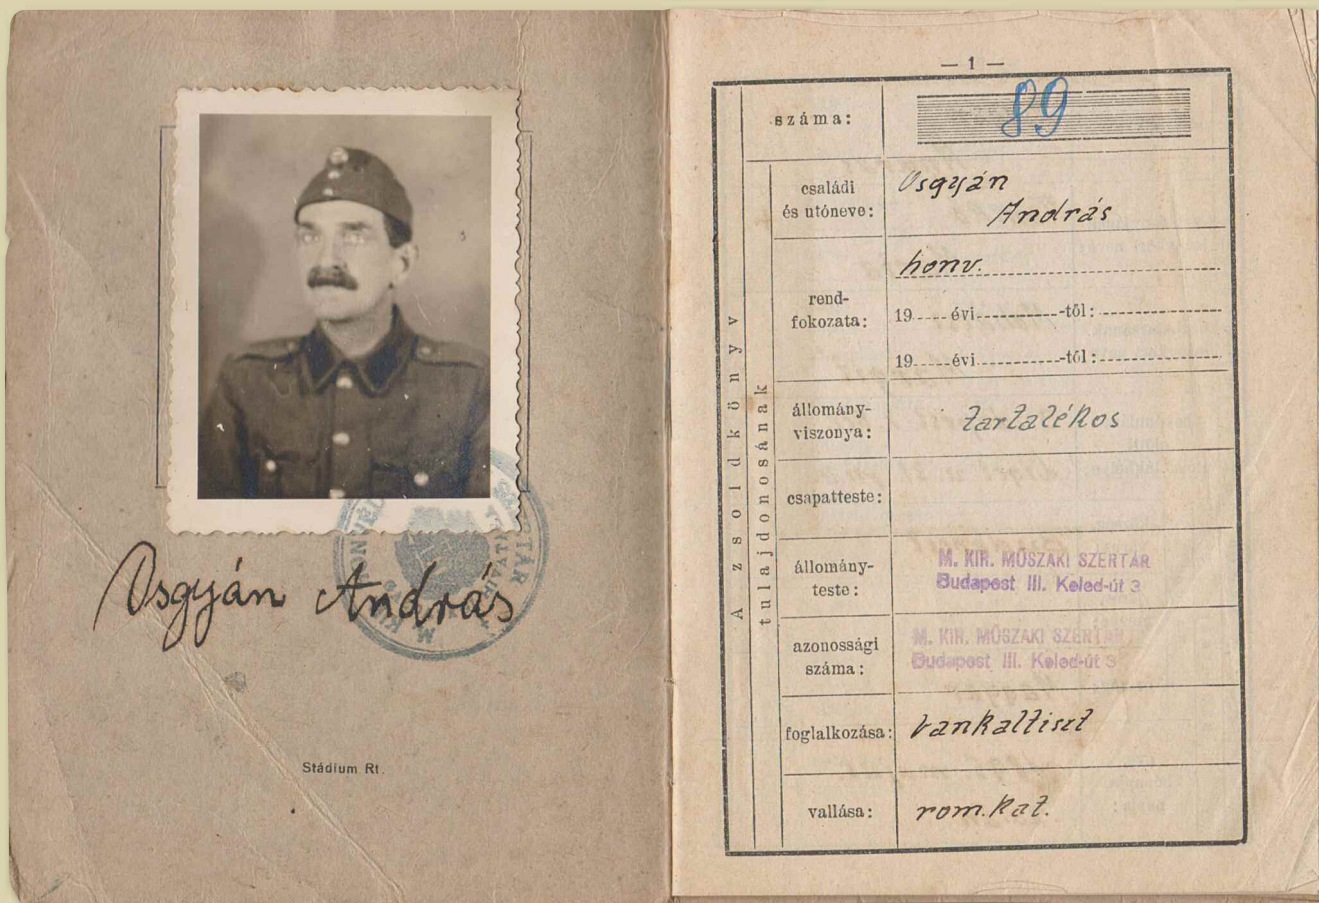 Osgyán András
Stádium Rt.
— 1 —
A zsoldkönyv
tulajdonosának
száma:
89
családi
és utóneve:
Osgyán
András
rend-
fokozata:
honv.
19 évi -től:
19 évi -től:
állomány-
viszonya:
tartalékos
csapatteste:
állomány-
teste:
M. KIR. MŰSZAKI SZERTÁR
Budapest III. Keled-út 3
azonossági
száma:
M. KIR. MŰSZAKI SZERTÁR
Budapest III. Keled-út 3
foglalkozása:
bankaltiszt
vallása:
rom. kat.